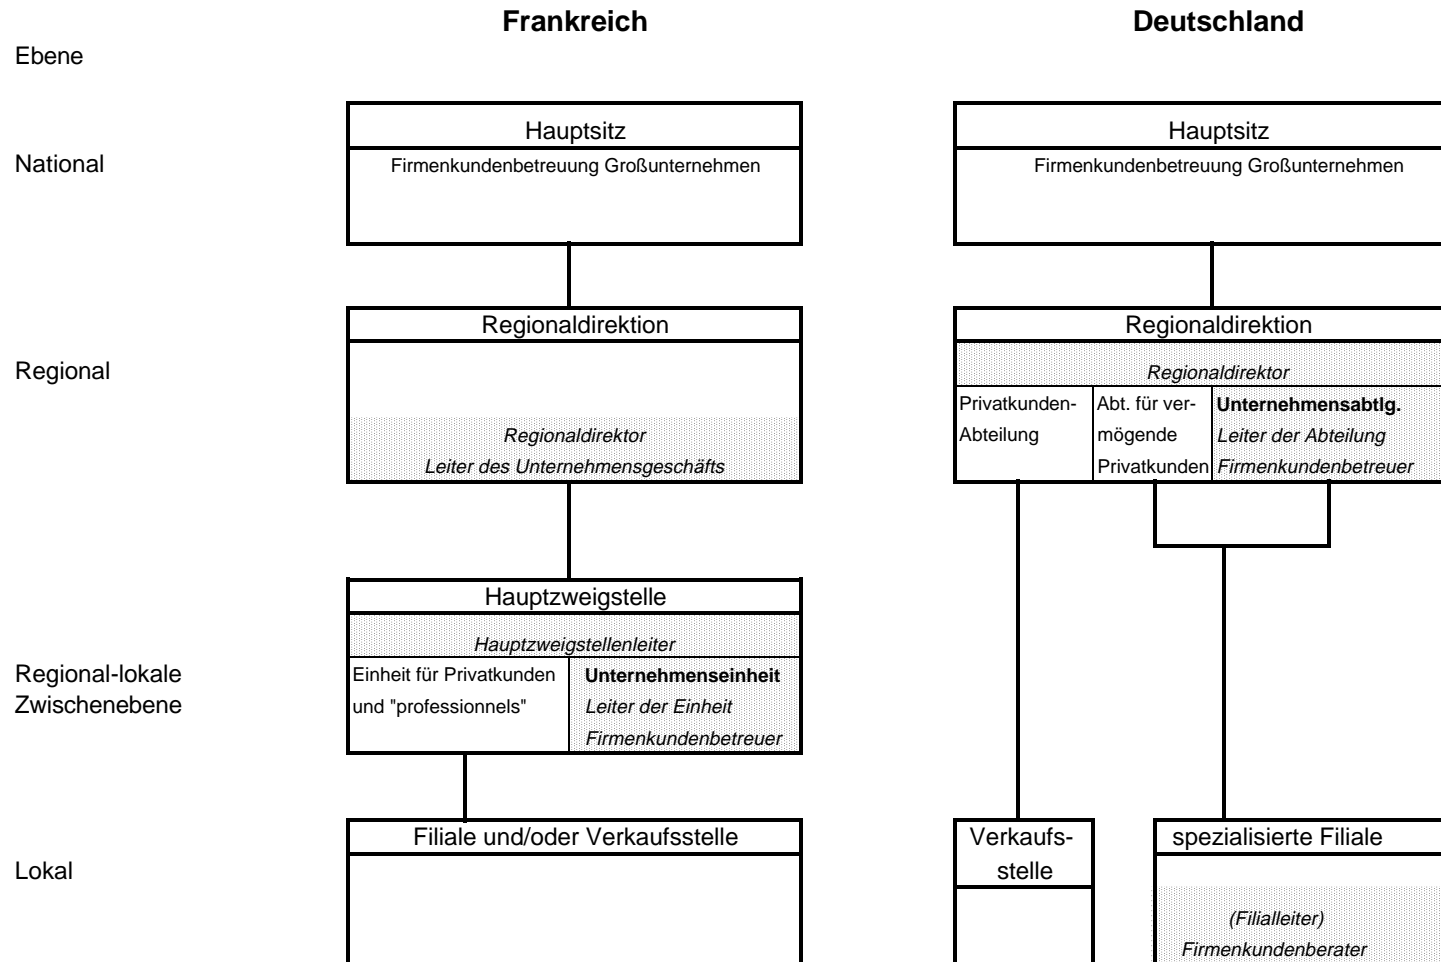 Frankreich
Deutschland
Ebene
Hauptsitz
Hauptsitz
National
Firmenkundenbetreuung Großunternehmen
Firmenkundenbetreuung Großunternehmen
Regionaldirektion
Regionaldirektion
Regional
Regionaldirektor
Leiter des Unternehmensgeschäfts
Regionaldirektor
Privatkunden-
Abteilung
Abt. für ver-
mögende
Privatkunden
Unternehmensabtlg.
Leiter der Abteilung
Firmenkundenbetreuer
Hauptzweigstelle
Hauptzweigstellenleiter
Regional-lokale
Zwischenebene
Einheit für Privatkunden
und "professionnels"
Unternehmenseinheit
Leiter der Einheit
Firmenkundenbetreuer
Filiale und/oder Verkaufsstelle
Verkaufs-
stelle
spezialisierte Filiale
Lokal
(Filialleiter)
Firmenkundenberater